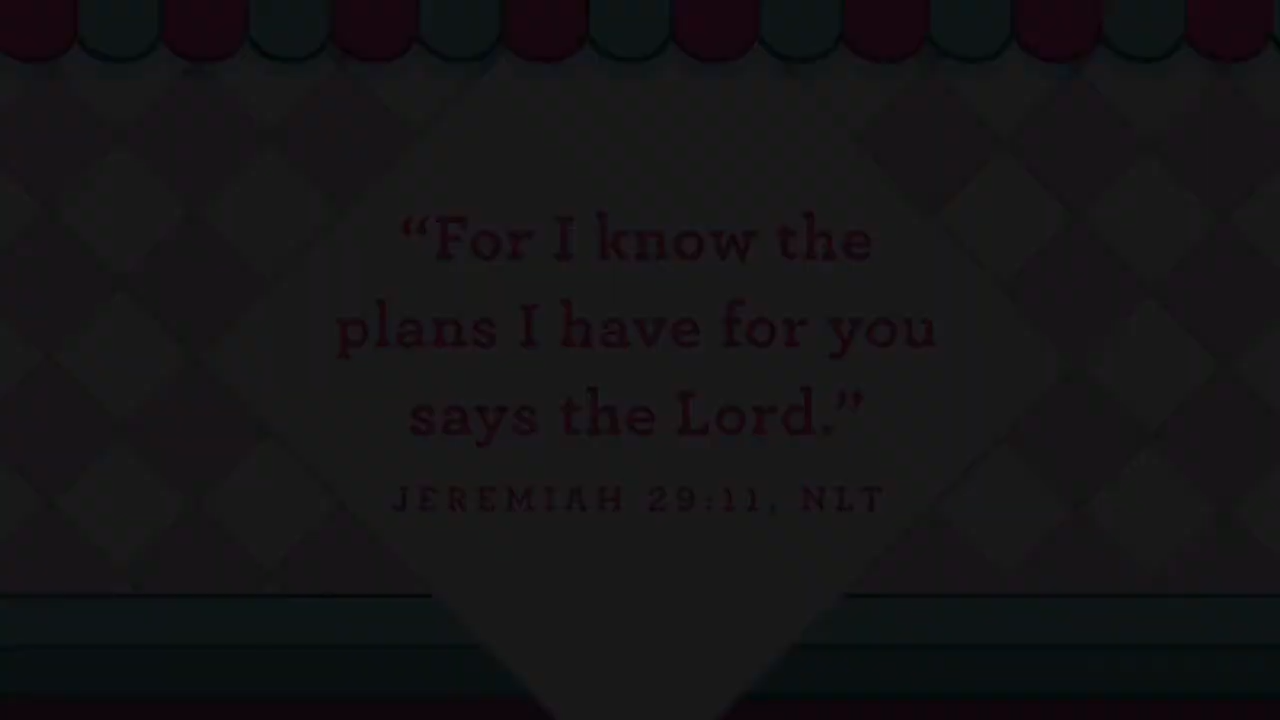 “For I know the
plans I have for you
says the Lord.”
JEREMIAH 29:11, NLT